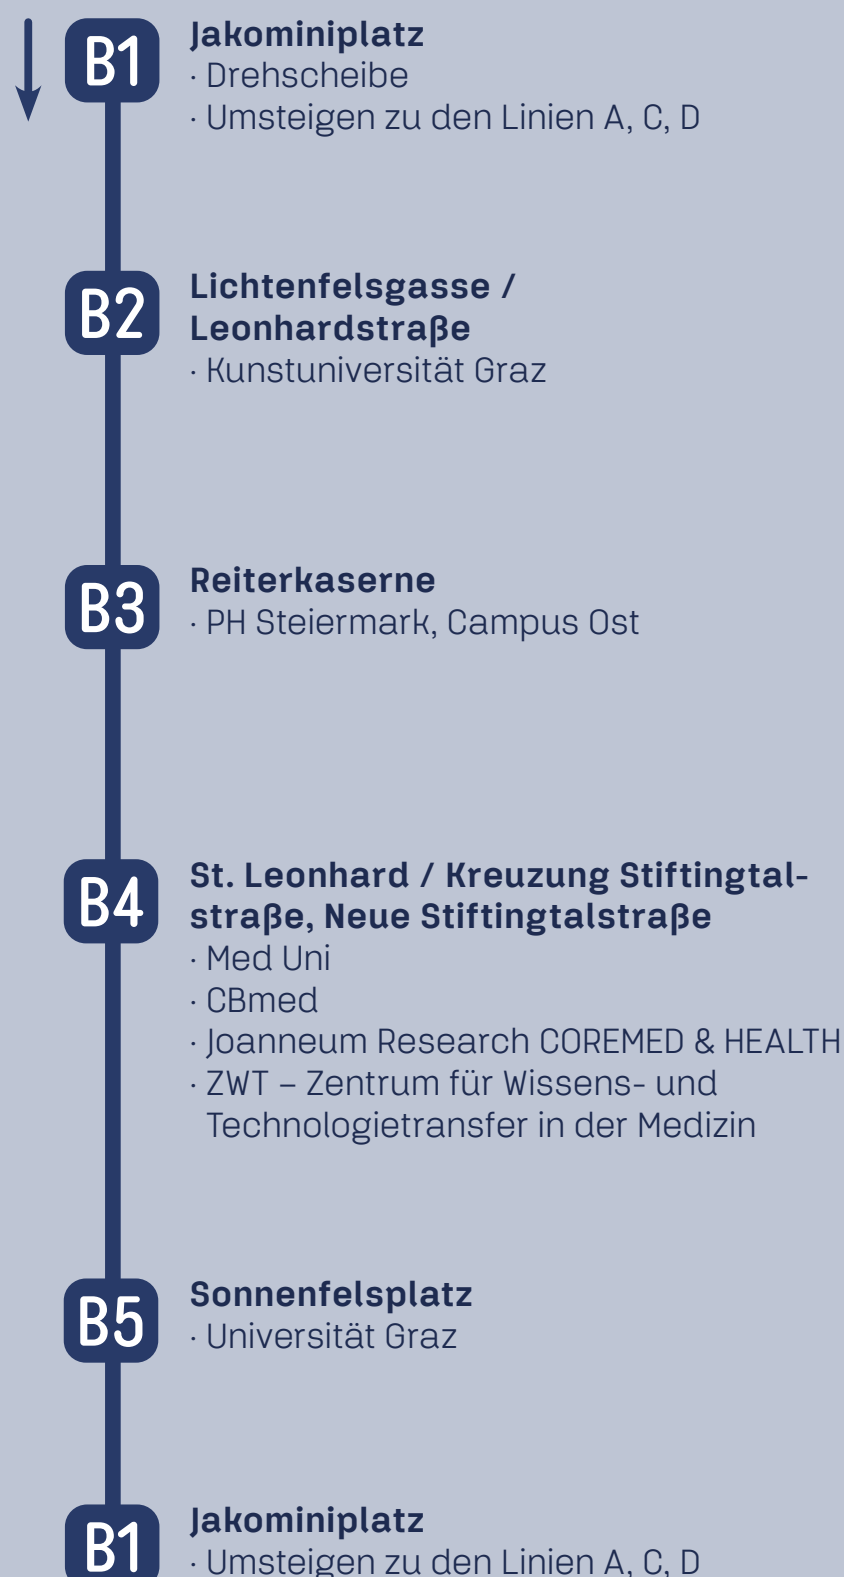 B1
Jakominiplatz
· Drehscheibe
· Umsteigen zu den Linien A, C, D
B2
Lichtenfelsgasse /
Leonhardstraße
· Kunstuniversität Graz
B3
Reiterkaserne
· PH Steiermark, Campus Ost
B4
St. Leonhard / Kreuzung Stiftingtal-
straße, Neue Stiftingtalstraße
· Med Uni
· CBmed
· Joanneum Research COREMED & HEALTH
· ZWT – Zentrum für Wissens- und
Technologietransfer in der Medizin
B5
Sonnenfelsplatz
· Universität Graz
B1
Jakominiplatz
· Umsteigen zu den Linien A, C, D